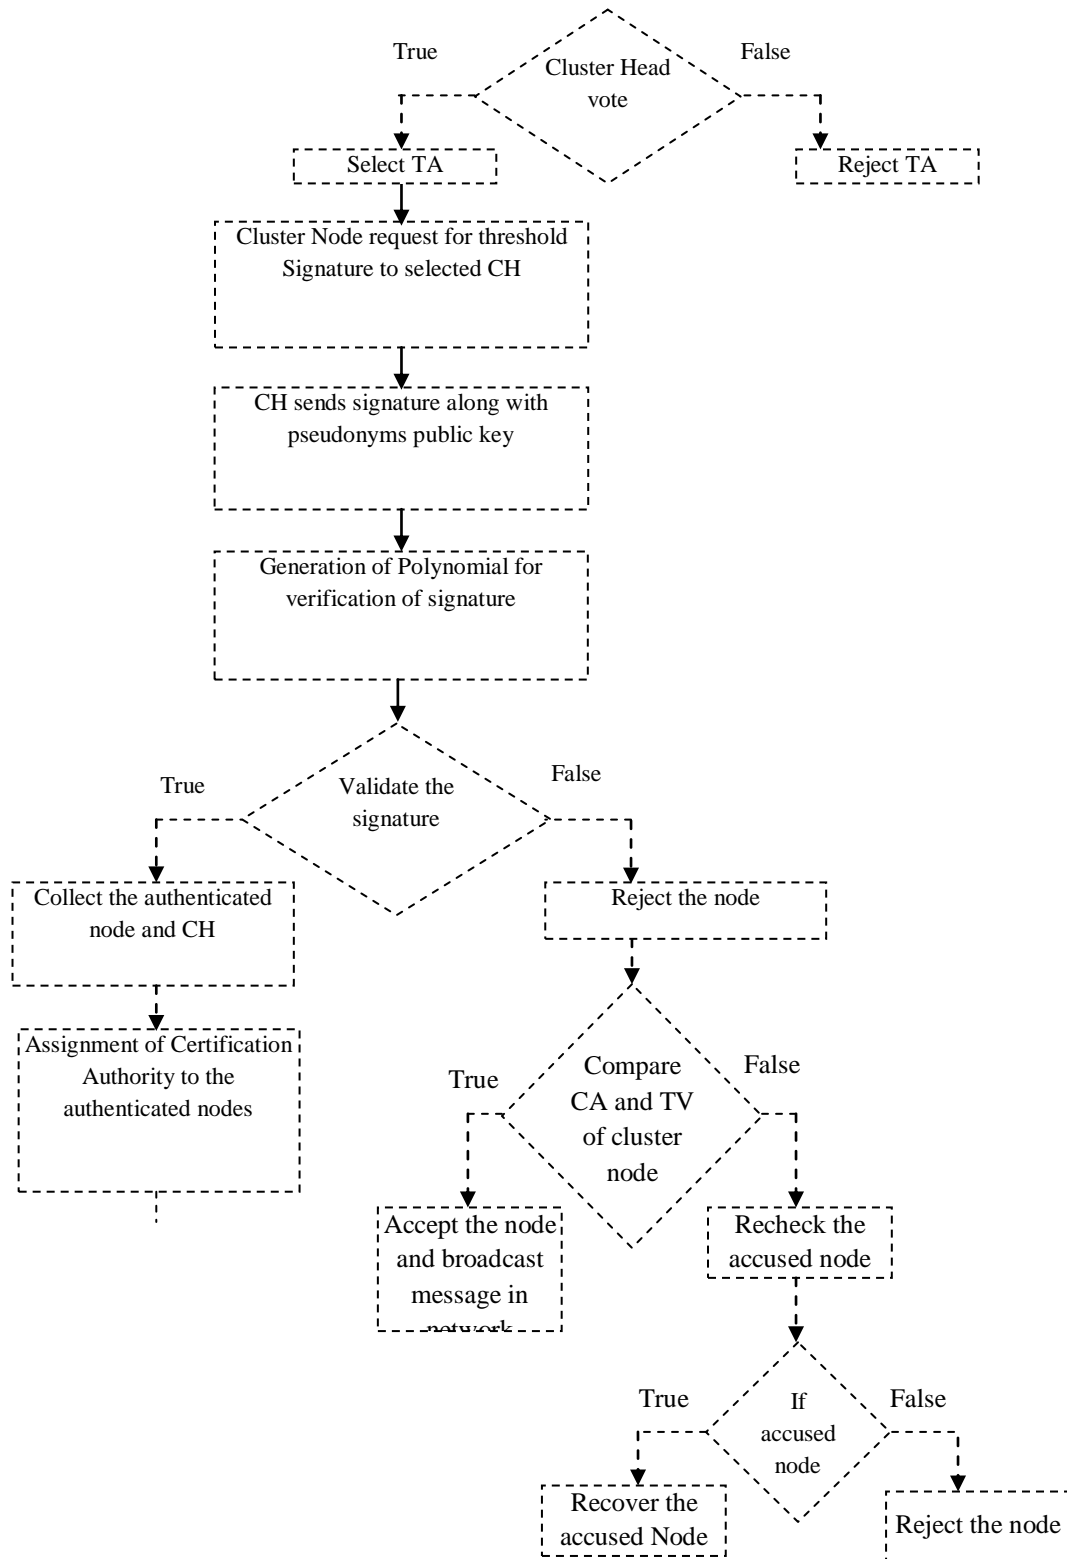 True
False
Cluster Head
vote
Select TA
Reject TA
Cluster Node request for threshold
Signature to selected CH
CH sends signature along with
pseudonyms public key
Generation of Polynomial for
verification of signature
True
False
Validate the
signature
Collect the authenticated
node and CH
Reject the node
Assignment of Certification
Authority to the
authenticated nodes
True
False
Compare
CA and TV
of cluster
node
Accept the node
and broadcast
message in
network
Recheck the
accused node
True
False
If
accused
node
Recover the
accused Node
Reject the node